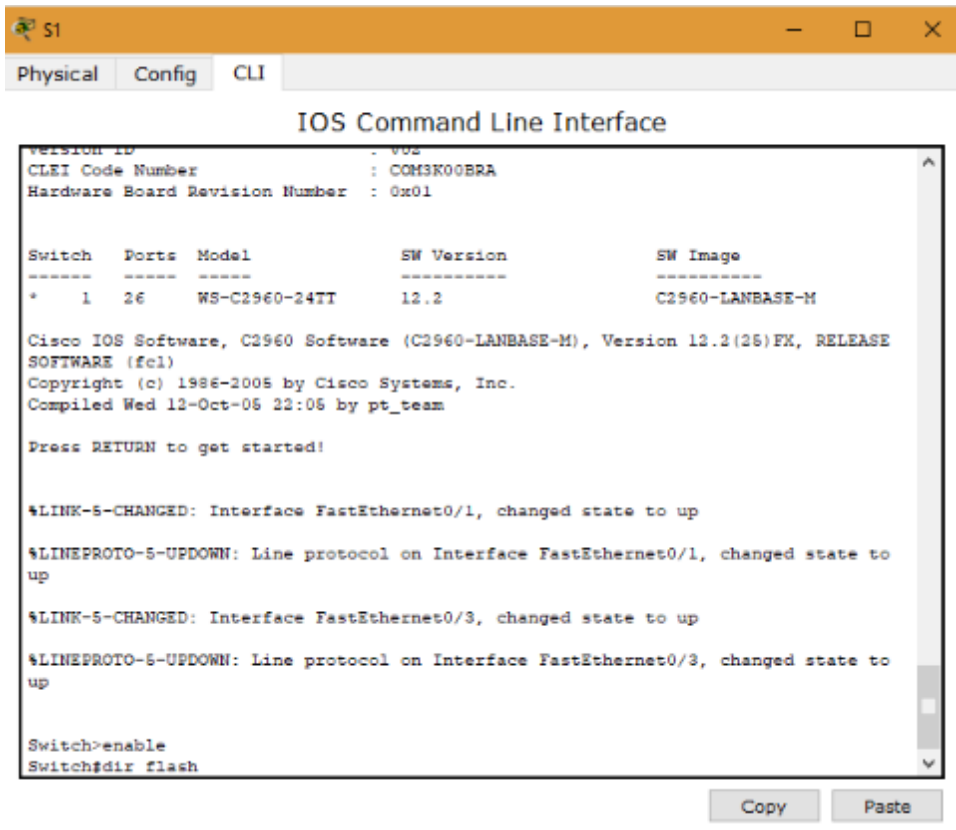 S1
Physical Config CLI
IOS Command Line Interface
Version ID : V02
CLEI Code Number : COM3K00BRA
Hardware Board Revision Number : 0x01
Switch Ports Model SW Version SW Image
------ ----- ----- ---------- ----------
* 1 26 WS-C2960-24TT 12.2 C2960-LANBASE-M
Cisco IOS Software, C2960 Software (C2960-LANBASE-M), Version 12.2(25)FX, RELEASE
SOFTWARE (fc1)
Copyright (c) 1986-2005 by Cisco Systems, Inc.
Compiled Wed 12-Oct-05 22:05 by pt_team
Press RETURN to get started!
%LINK-5-CHANGED: Interface FastEthernet0/1, changed state to up
%LINEPROTO-5-UPDOWN: Line protocol on Interface FastEthernet0/1, changed state to
up
%LINK-5-CHANGED: Interface FastEthernet0/3, changed state to up
%LINEPROTO-5-UPDOWN: Line protocol on Interface FastEthernet0/3, changed state to
up
Switch>enable
Switch#dir flash
Copy Paste